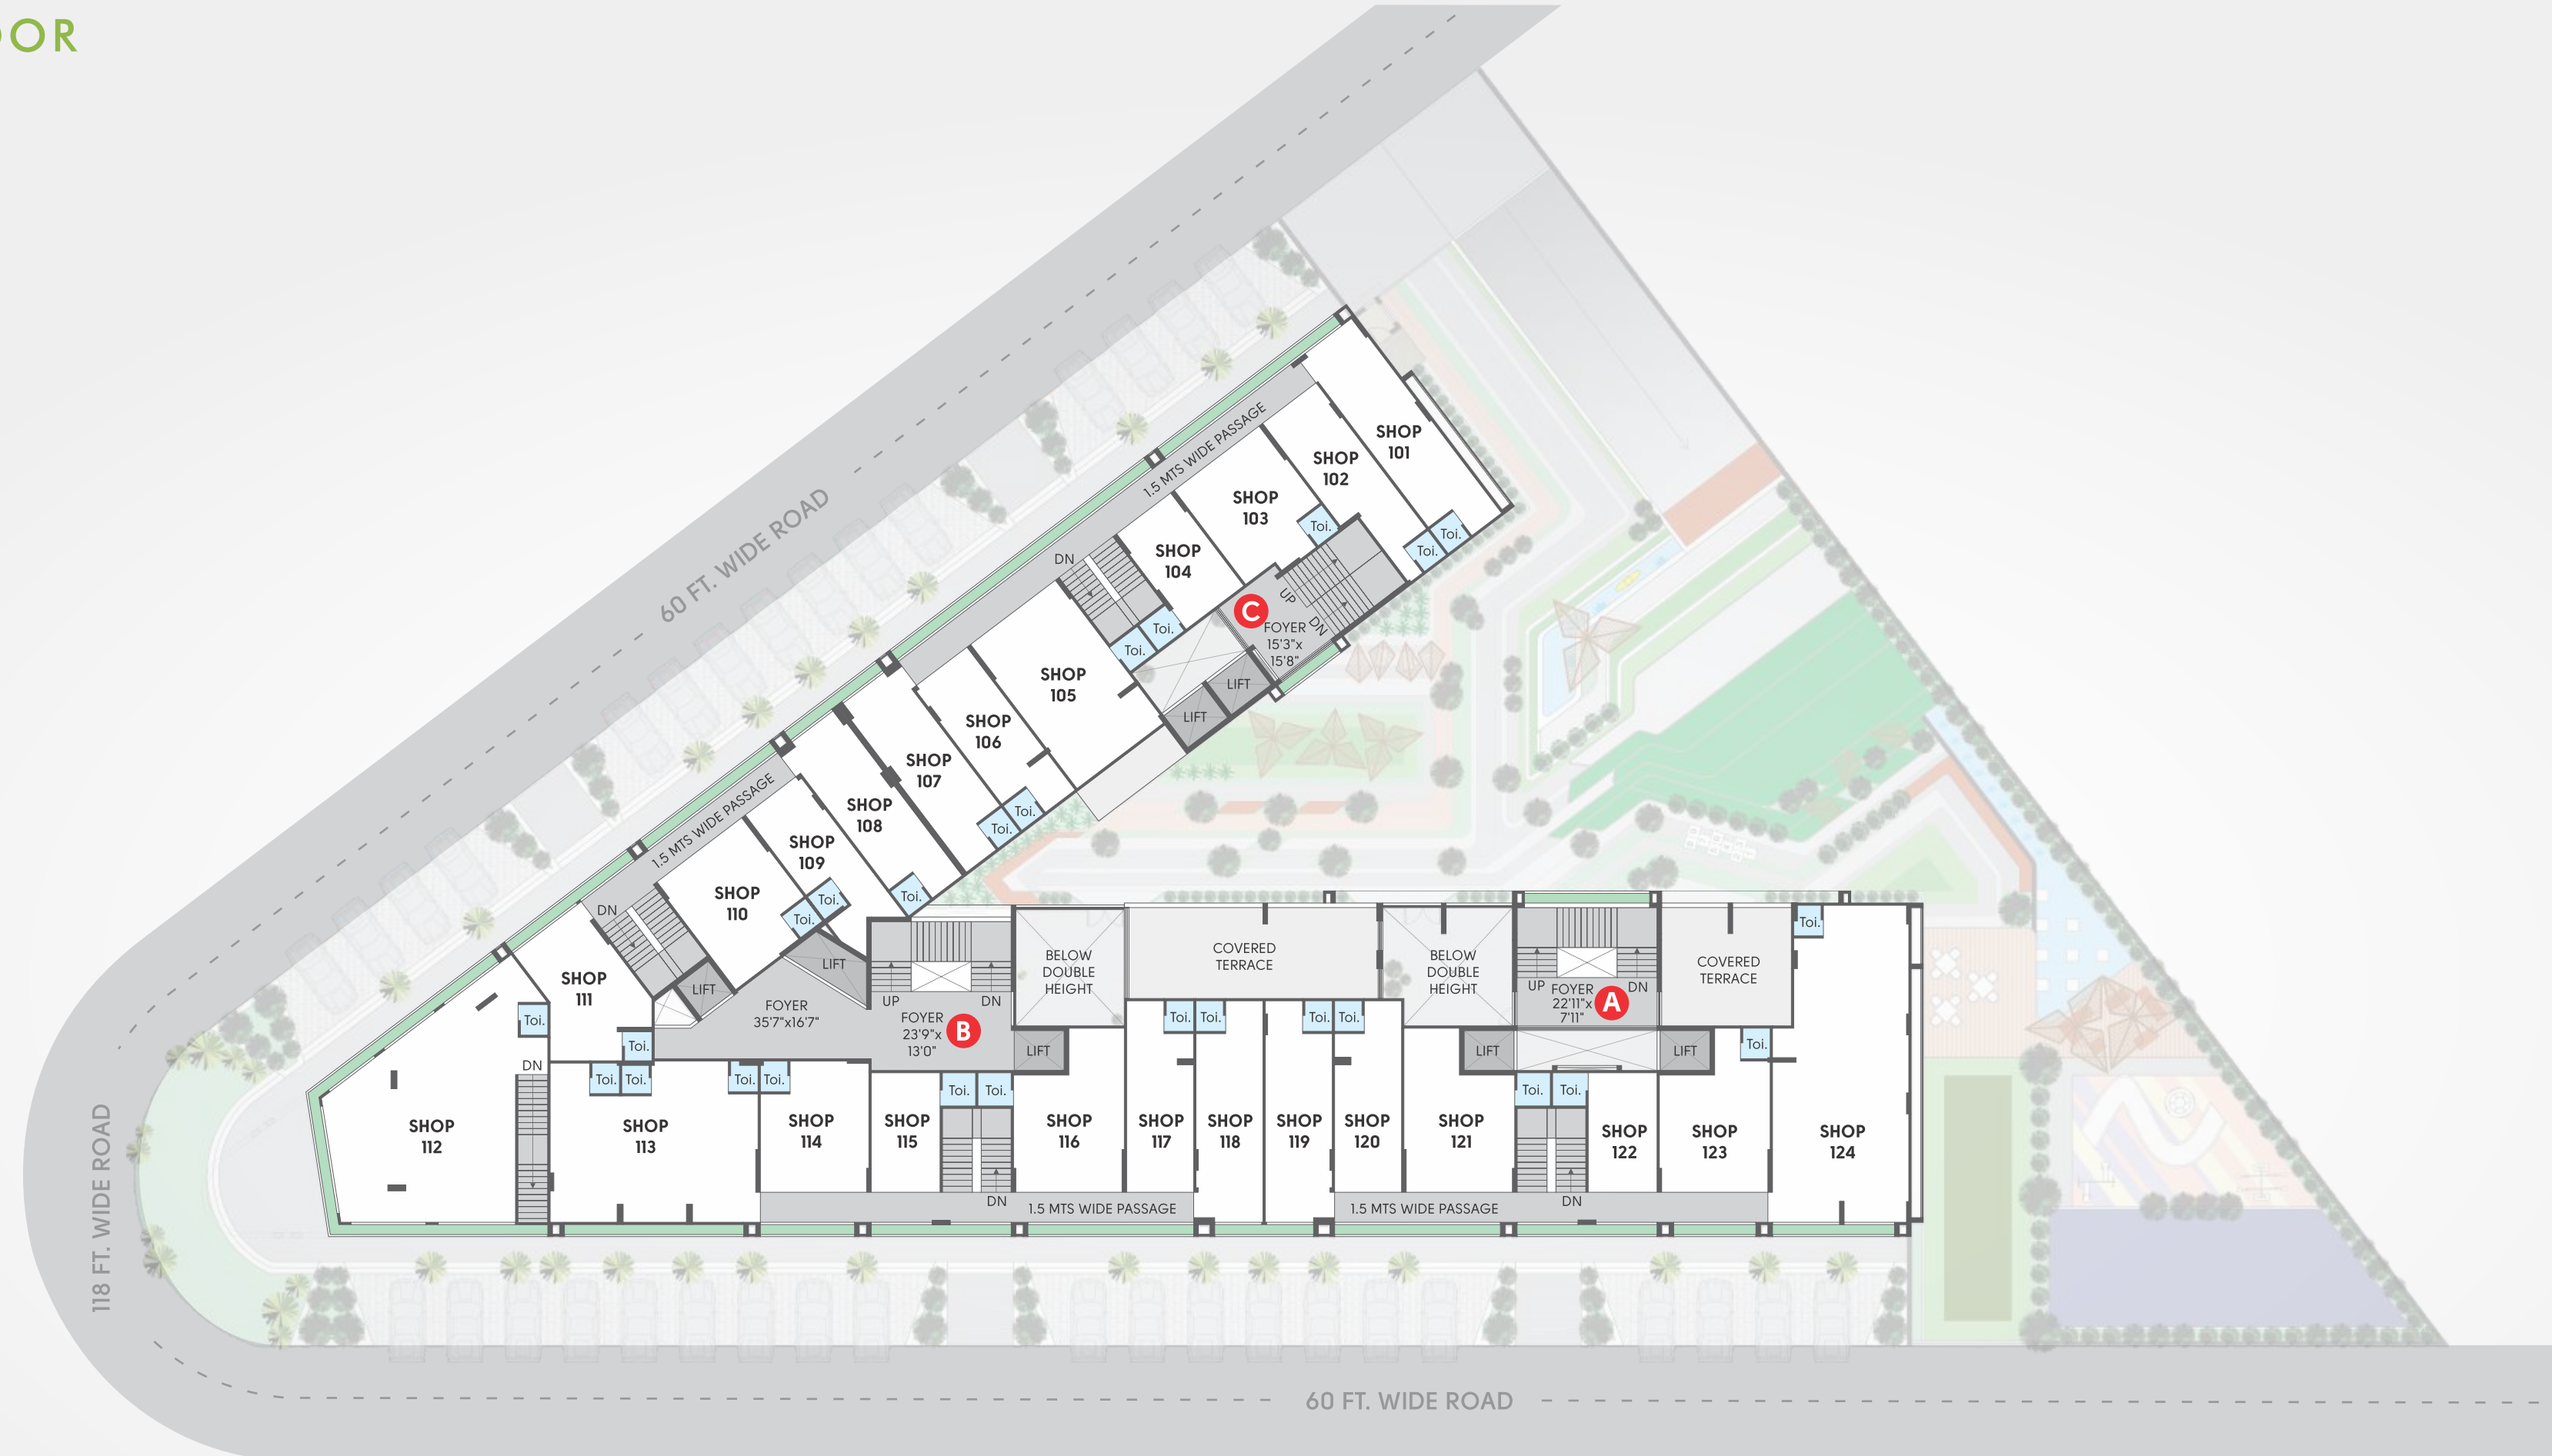 OOR
60 FT. WIDE ROAD
118 FT. WIDE ROAD
60 FT. WIDE ROAD
1.5 MTS WIDE PASSAGE
SHOP
101
SHOP
102
SHOP
103
SHOP
104
Toi.
Toi.
Toi.
DN
Toi.
Toi.
C
UP
DN
FOYER
15'3"x
15'8"
LIFT
LIFT
SHOP
105
SHOP
106
SHOP
107
SHOP
108
Toi.
Toi.
Toi.
1.5 MTS WIDE PASSAGE
SHOP
109
SHOP
110
Toi.
Toi.
DN
LIFT
LIFT
SHOP
111
Toi.
Toi.
FOYER
35'7"x16'7"
UP
DN
FOYER
23'9"x
13'0"
B
LIFT
BELOW
DOUBLE
HEIGHT
COVERED
TERRACE
BELOW
DOUBLE
HEIGHT
UP
DN
FOYER
22'11"x
7'11"
A
COVERED
TERRACE
LIFT
LIFT
Toi.
Toi.
DN
SHOP
112
Toi.
Toi.
SHOP
113
Toi.
Toi.
SHOP
114
SHOP
115
Toi.
Toi.
DN
SHOP
116
Toi.
Toi.
SHOP
117
SHOP
118
Toi.
Toi.
SHOP
119
SHOP
120
SHOP
121
Toi.
Toi.
DN
SHOP
122
SHOP
123
SHOP
124
1.5 MTS WIDE PASSAGE
1.5 MTS WIDE PASSAGE